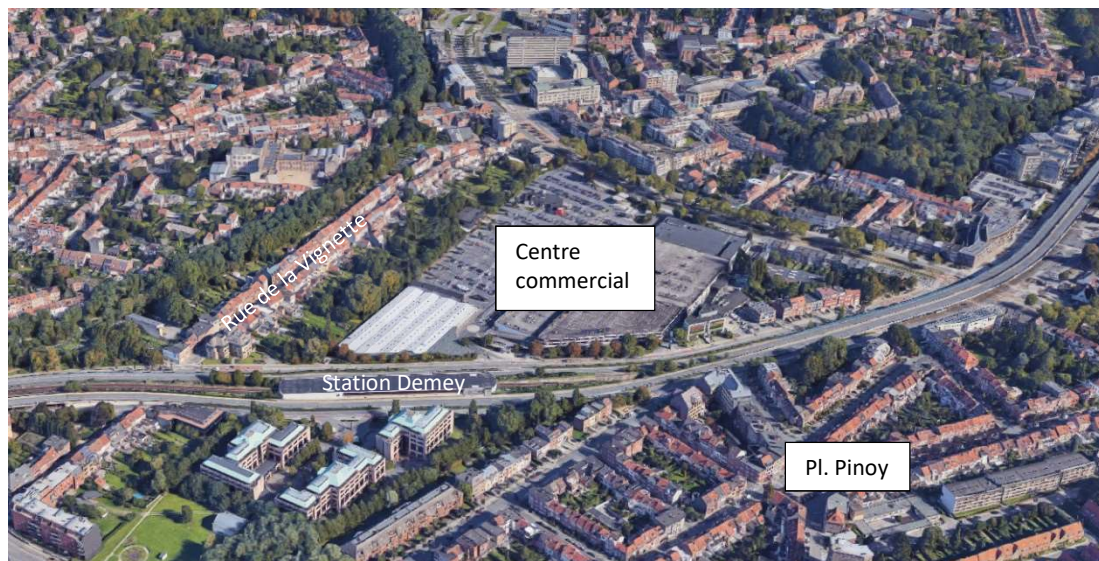 Centre
commercial
Rue de la Vignette
Station Demey
Pl. Pinoy